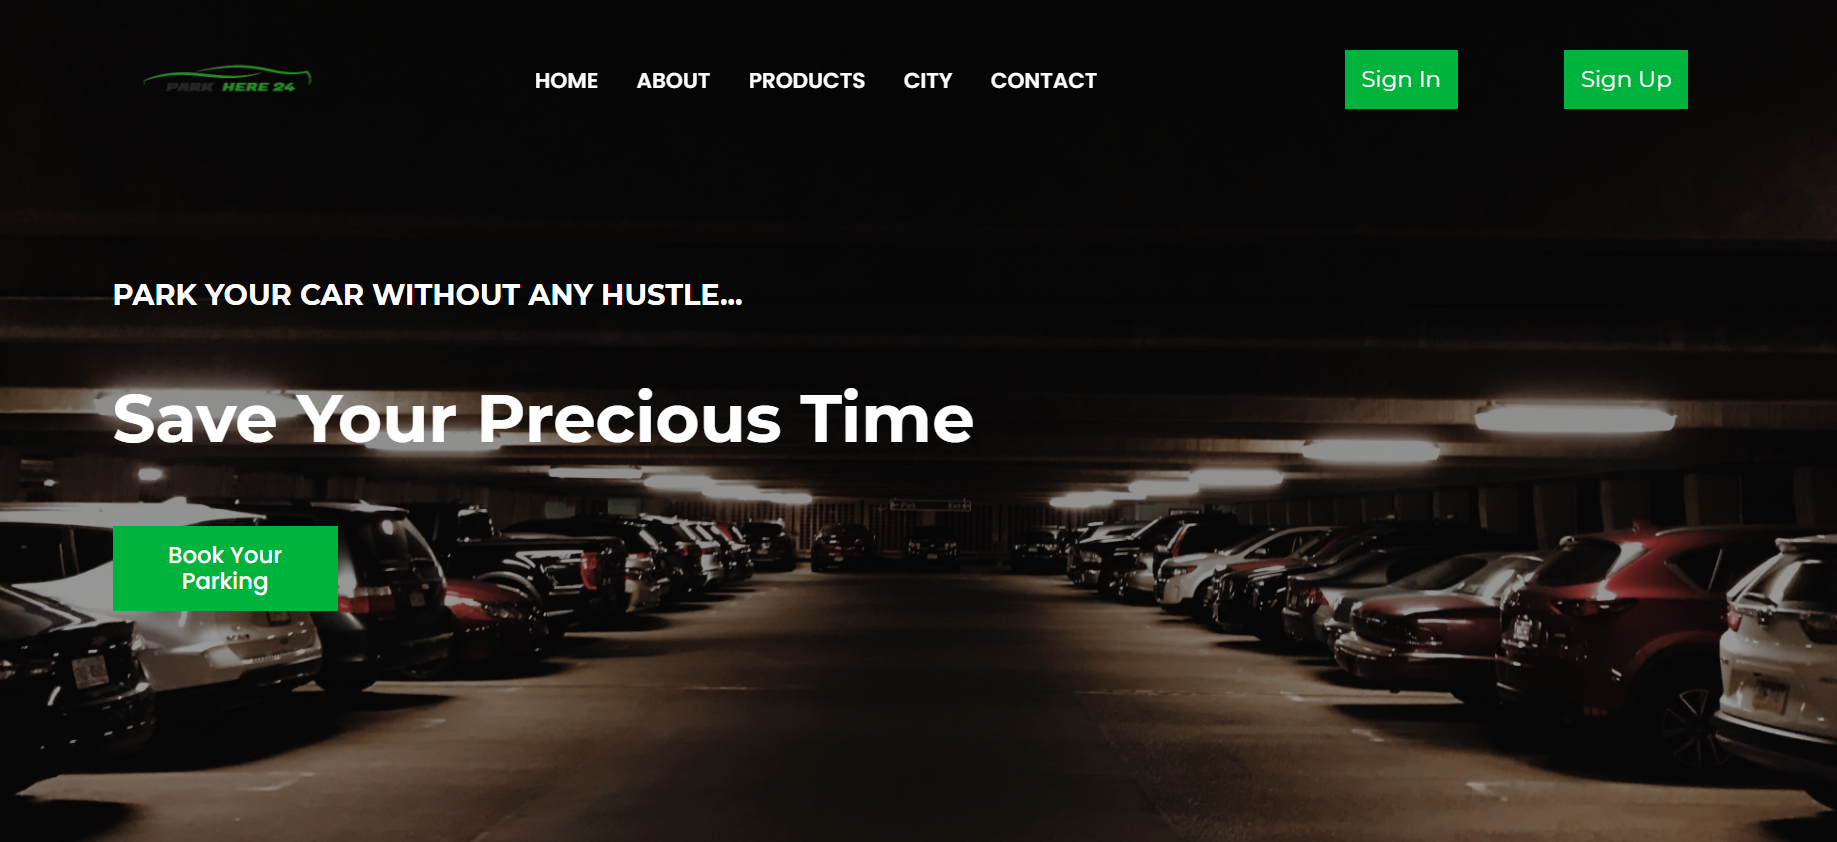 PARK HERE 24
HOME ABOUT PRODUCTS CITY CONTACT
Sign In
Sign Up
PARK YOUR CAR WITHOUT ANY HUSTLE...
Save Your Precious Time
Book Your
Parking